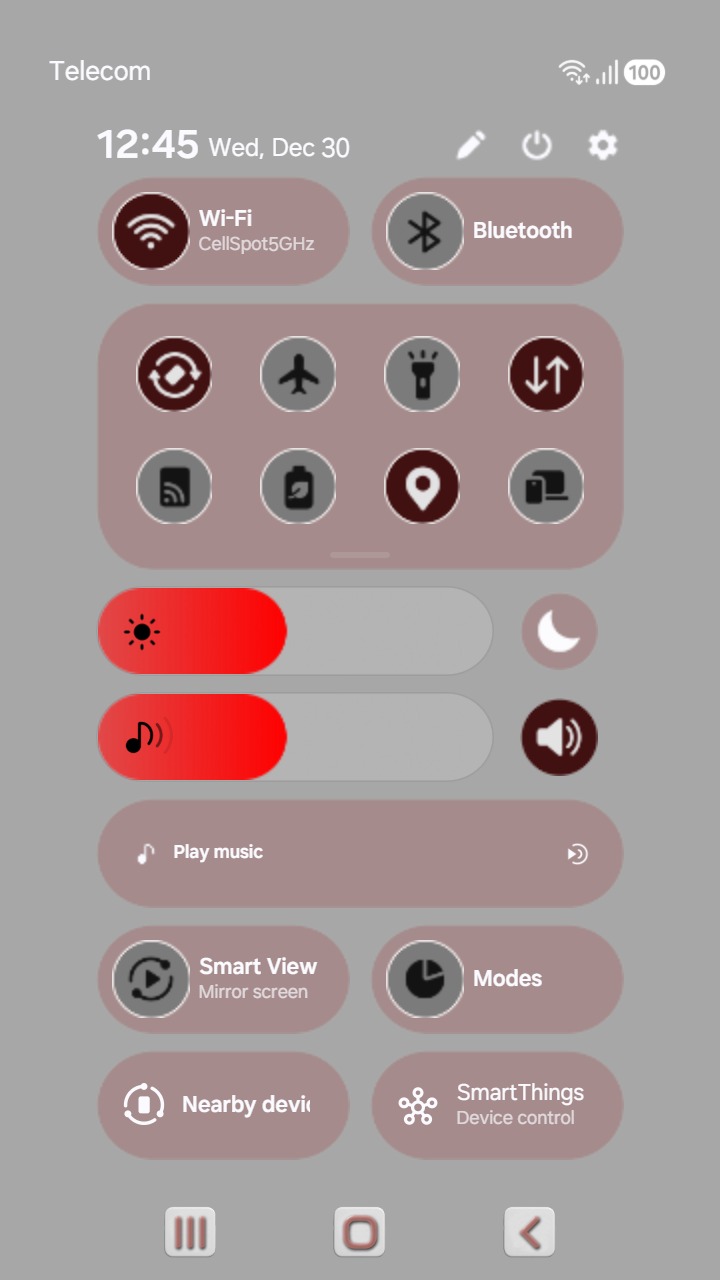 Telecom
100
12:45 Wed, Dec 30
Wi-Fi
CellSpot5GHz
Bluetooth
Play music
Smart View
Mirror screen
Modes
Nearby devic
SmartThings
Device control